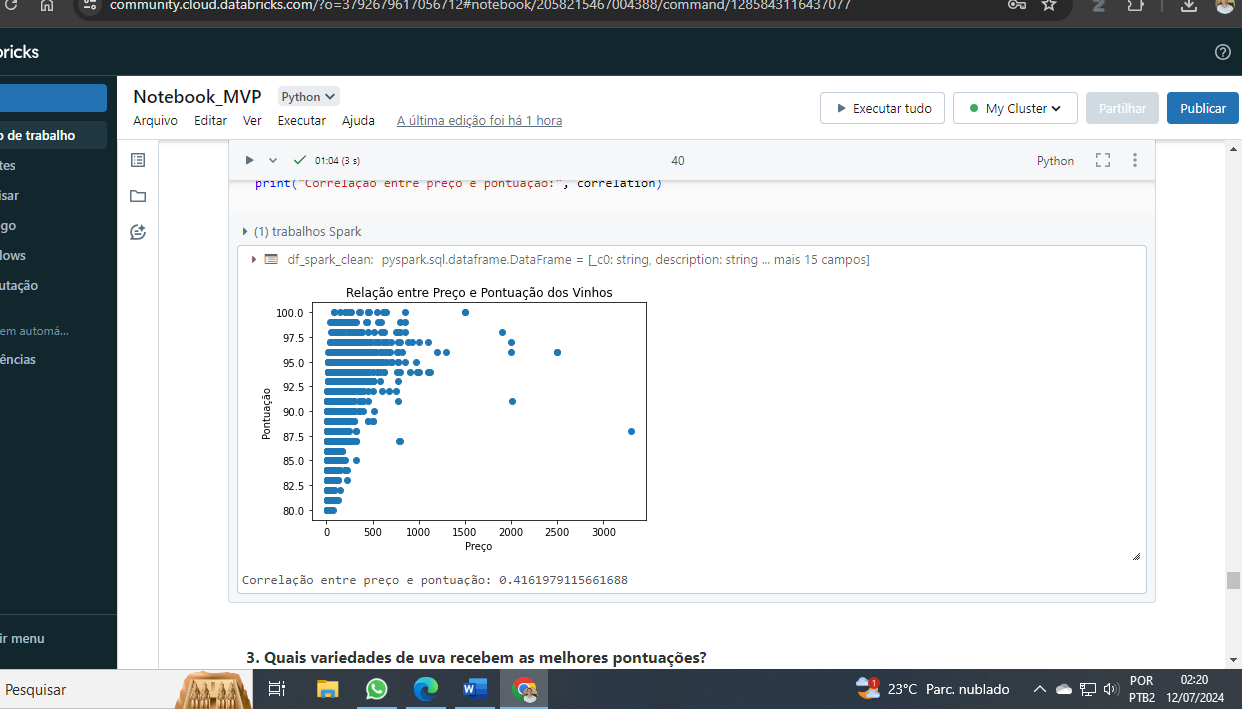 community.cloud.databricks.com/?o=3792679617056712#notebook/2058215467004388/command/1285843116437077
ricks
Notebook_MVP Python
Executar tudo My Cluster Partilhar Publicar
Arquivo Editar Ver Executar Ajuda A última edição foi há 1 hora
o de trabalho
tes
isar
go
lows
utação
em automá...
ências
ir menu
01:04 (3 s) 40 Python
print("Correlação entre preço e pontuação:", correlation)
(1) trabalhos Spark
df_spark_clean: pyspark.sql.dataframe.DataFrame = [_c0: string, description: string ... mais 15 campos]
Relação entre Preço e Pontuação dos Vinhos
100.0
97.5
95.0
92.5
90.0
87.5
85.0
82.5
80.0
Pontuação
0 500 1000 1500 2000 2500 3000
Preço
Correlação entre preço e pontuação: 0.4161979115661688
3. Quais variedades de uva recebem as melhores pontuações?
Pesquisar
1
23°C Parc. nublado
POR
PTB2
02:20
12/07/2024